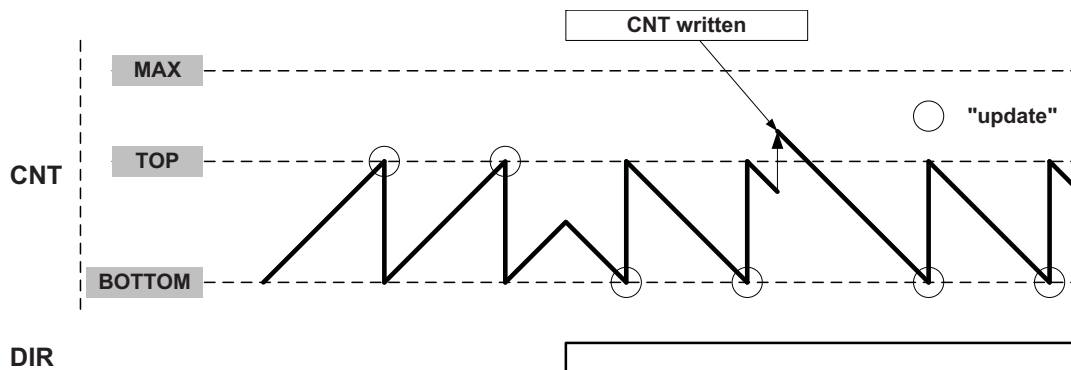 CNT written
MAX
"update"
TOP
CNT
BOTTOM
DIR